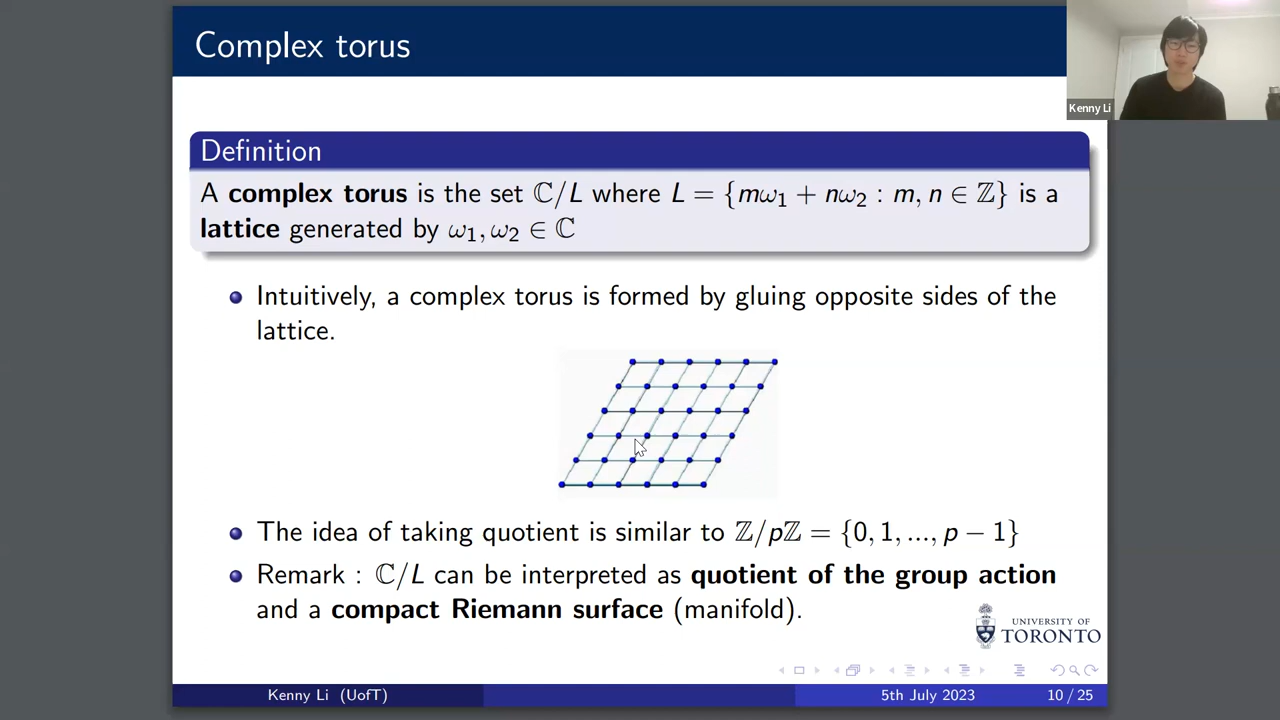 Complex torus
Kenny Li
Definition
A complex torus is the set ℂ/L where L = {mω₁ + nω₂ : m, n ∈ ℤ} is a
lattice generated by ω₁, ω₂ ∈ ℂ
Intuitively, a complex torus is formed by gluing opposite sides of the
lattice.
The idea of taking quotient is similar to ℤ/pℤ = {0, 1, ..., p − 1}
Remark : ℂ/L can be interpreted as quotient of the group action
and a compact Riemann surface (manifold).
UNIVERSITY OF
TORONTO
Kenny Li (UofT)
5th July 2023
10 / 25